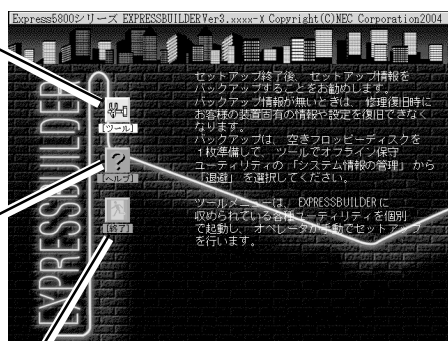 Express5800シリーズ EXPRESSBUILDER Ver3.xxxx-X Copyright(C)NEC Corporation2004
EXPRESSBUILDER
[ツール]
[ヘルプ]
[終了]
セットアップ終了後、セットアップ情報を
バックアップすることをお勧めします。
バックアップ情報が無いときは、修理復旧時に
お客様の装置固有の情報や設定を復旧できなく
なります。
バックアップは、空きフロッピーディスクを
1枚準備して、ツールでオフライン保守
ユーティリティの「システム情報の管理」から
「退避」を選択してください。
ツールメニューは、EXPRESSBUILDERに
収められている各種ユーティリティを個別
で起動し、オペレータが手動でセットアップ
を行います。